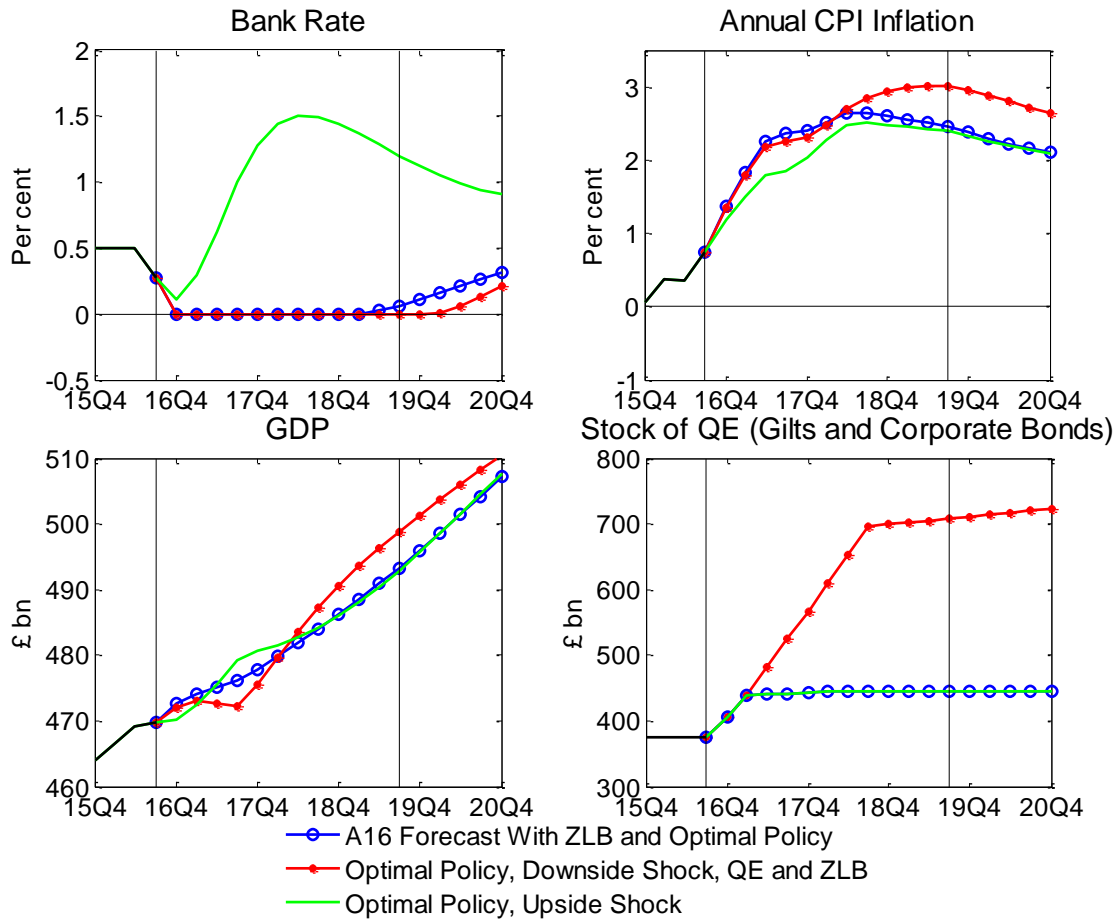 Bank Rate
Annual CPI Inflation
Per cent
2
1.5
1
0.5
0
-0.5
15Q4 16Q4 17Q4 18Q4 19Q4 20Q4
Per cent
3
2
1
0
-1
15Q4 16Q4 17Q4 18Q4 19Q4 20Q4
GDP
Stock of QE (Gilts and Corporate Bonds)
£ bn
510
500
490
480
470
460
15Q4 16Q4 17Q4 18Q4 19Q4 20Q4
£ bn
800
700
600
500
400
300
15Q4 16Q4 17Q4 18Q4 19Q4 20Q4
A16 Forecast With ZLB and Optimal Policy
Optimal Policy, Downside Shock, QE and ZLB
Optimal Policy, Upside Shock